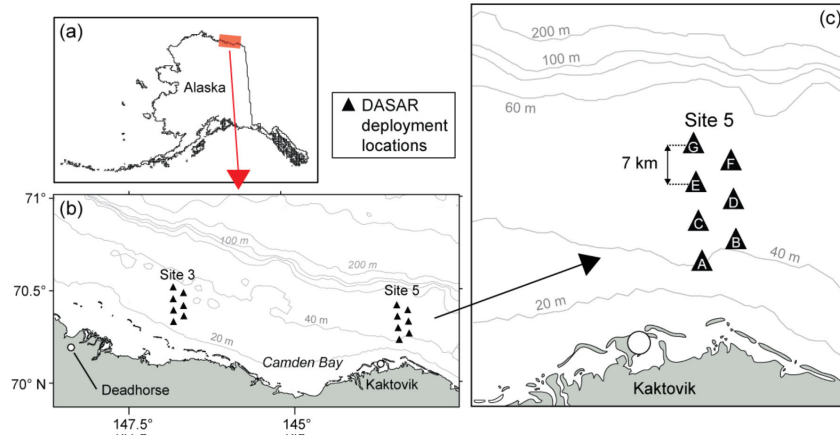 (a)
Alaska
DASAR
deployment
locations
(b)
71°
70.5°
70° N
100 m
200 m
Site 3
Site 5
40 m
20 m
Camden Bay
Deadhorse
Kaktovik
147.5°
145°
(c)
200 m
100 m
60 m
Site 5
G
F
7 km
E
D
C
B
A
40 m
20 m
Kaktovik